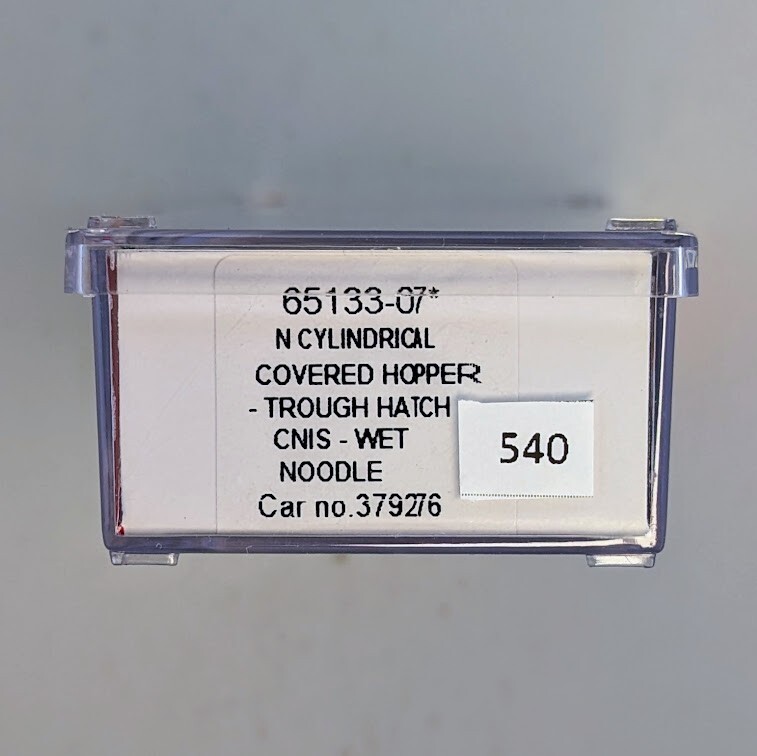 65133-07*
N CYLINDRICAL
COVERED HOPPER
- TROUGH HATCH
CNIS - WET
NOODLE
Car no.379276
540